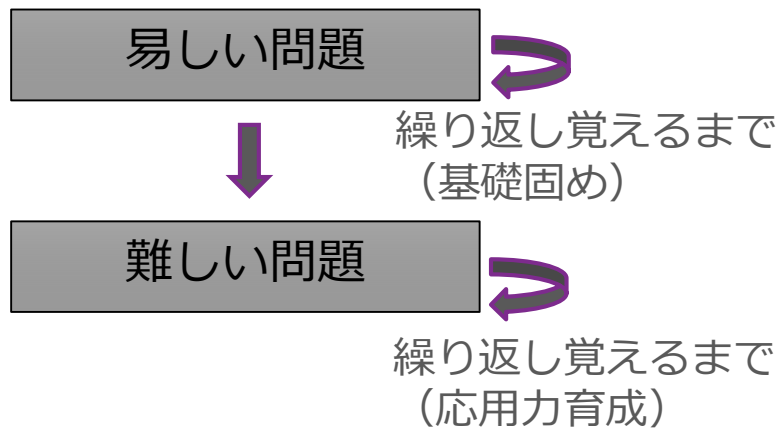 易しい問題
繰り返し覚えるまで
（基礎固め）
難しい問題
繰り返し覚えるまで
（応用力育成）